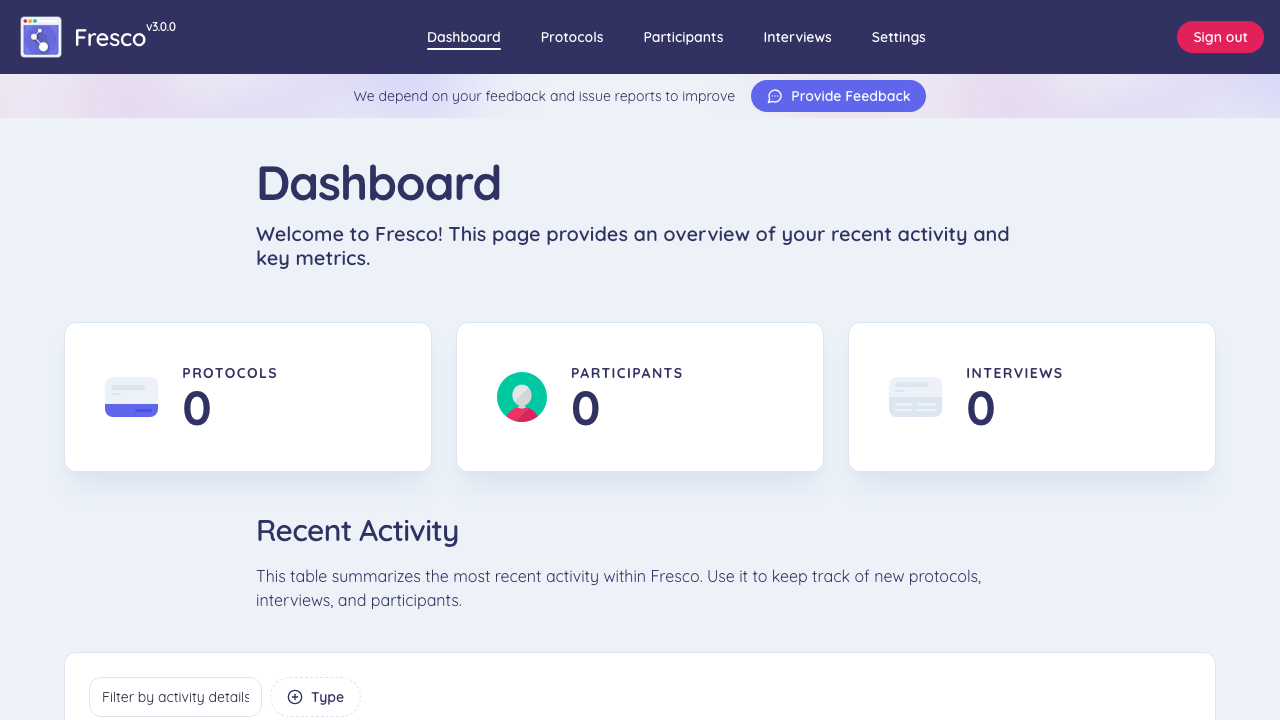 Fresco v3.0.0
Dashboard Protocols Participants Interviews Settings
Sign out
We depend on your feedback and issue reports to improve
Provide Feedback
Dashboard
Welcome to Fresco! This page provides an overview of your recent activity and
key metrics.
PROTOCOLS
0
PARTICIPANTS
0
INTERVIEWS
0
Recent Activity
This table summarizes the most recent activity within Fresco. Use it to keep track of new protocols,
interviews, and participants.
Filter by activity details
Type